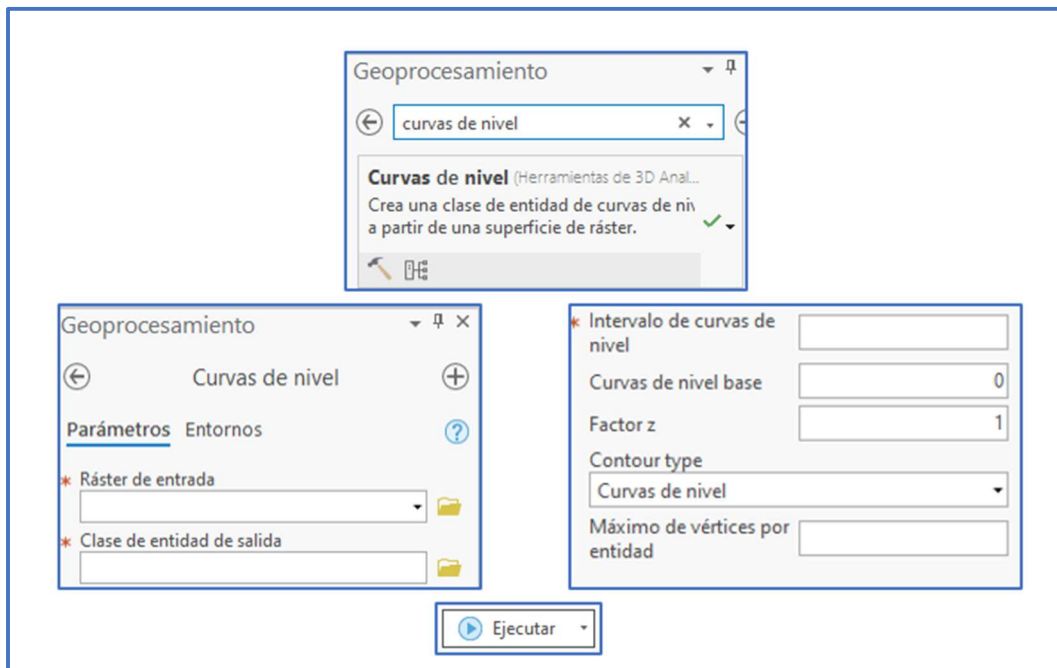 Geoprocesamiento
curvas de nivel
Curvas de nivel (Herramientas de 3D Anal...
Crea una clase de entidad de curvas de niv
a partir de una superficie de ráster.
Geoprocesamiento
Curvas de nivel
Parámetros Entornos
* Ráster de entrada
* Clase de entidad de salida
* Intervalo de curvas de
nivel
Curvas de nivel base 0
Factor z 1
Contour type
Curvas de nivel
Máximo de vértices por
entidad
Ejecutar